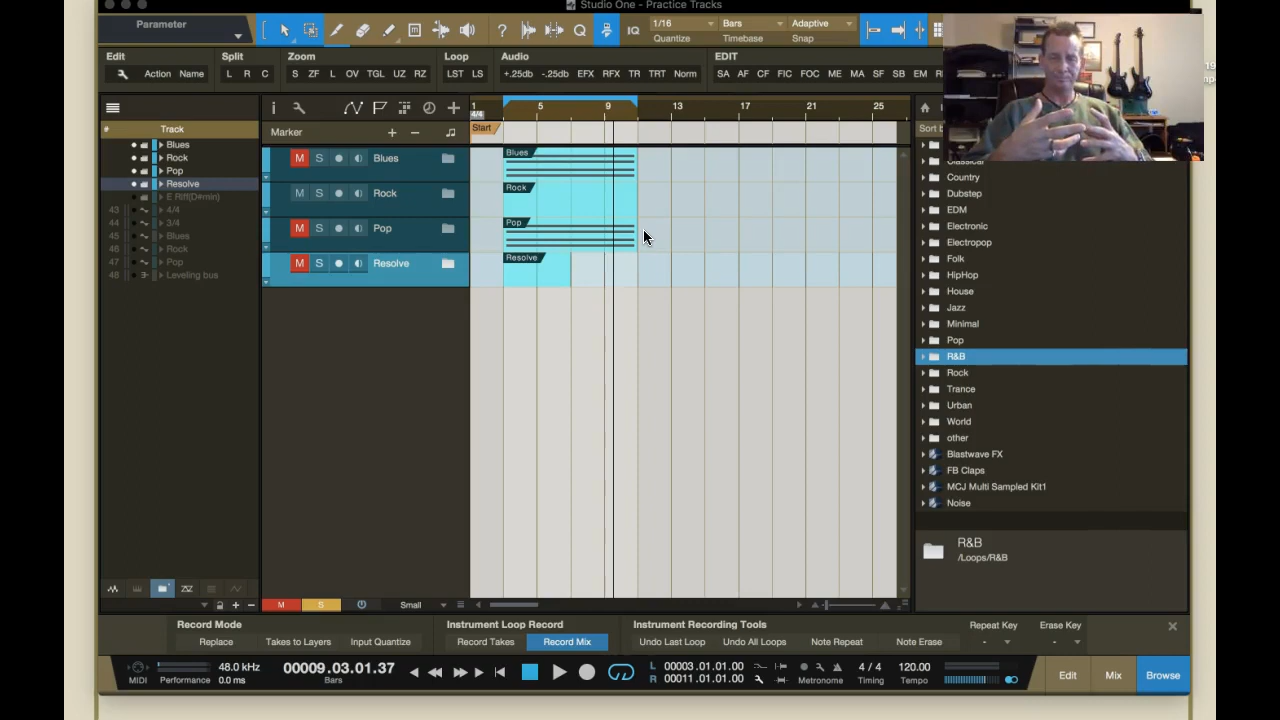 Studio One - Practice Tracks
Parameter
1/16
Quantize
Bars
Timebase
Adaptive
Snap
IQ
Edit
Action Name
Split
L R C
Zoom
S ZF L OV TGL UZ RZ
Loop
LST LS
Audio
+.25db -.25db EFX RFX TR TRT Norm
EDIT
SA AF CF FIC FOC ME MA SF SB EM
# Track
Blues
Rock
Pop
Resolve
E Riff(D#min)
43 4/4
44 3/4
45 Blues
46 Rock
47 Pop
48 Leveling bus
Marker
1 5 9 13 17 21 25
4/4
Start
M S Blues
M S Rock
M S Pop
M S Resolve
Blues
Rock
Pop
Resolve
M S Small
Sort b
Classical
Country
Dubstep
EDM
Electronic
Electropop
Folk
HipHop
House
Jazz
Minimal
Pop
R&B
Rock
Trance
Urban
World
other
Blastwave FX
FB Claps
MCJ Multi Sampled Kit1
Noise
R&B
/Loops/R&B
Record Mode
Replace Takes to Layers Input Quantize
Instrument Loop Record
Record Takes Record Mix
Instrument Recording Tools
Undo Last Loop Undo All Loops Note Repeat Note Erase
Repeat Key
Erase Key
MIDI
Performance
48.0 kHz
0.0 ms
00009.03.01.37
Bars
L 00003.01.01.00
R 00011.01.01.00
Metronome
4 / 4
Timing
120.00
Tempo
Edit
Mix
Browse